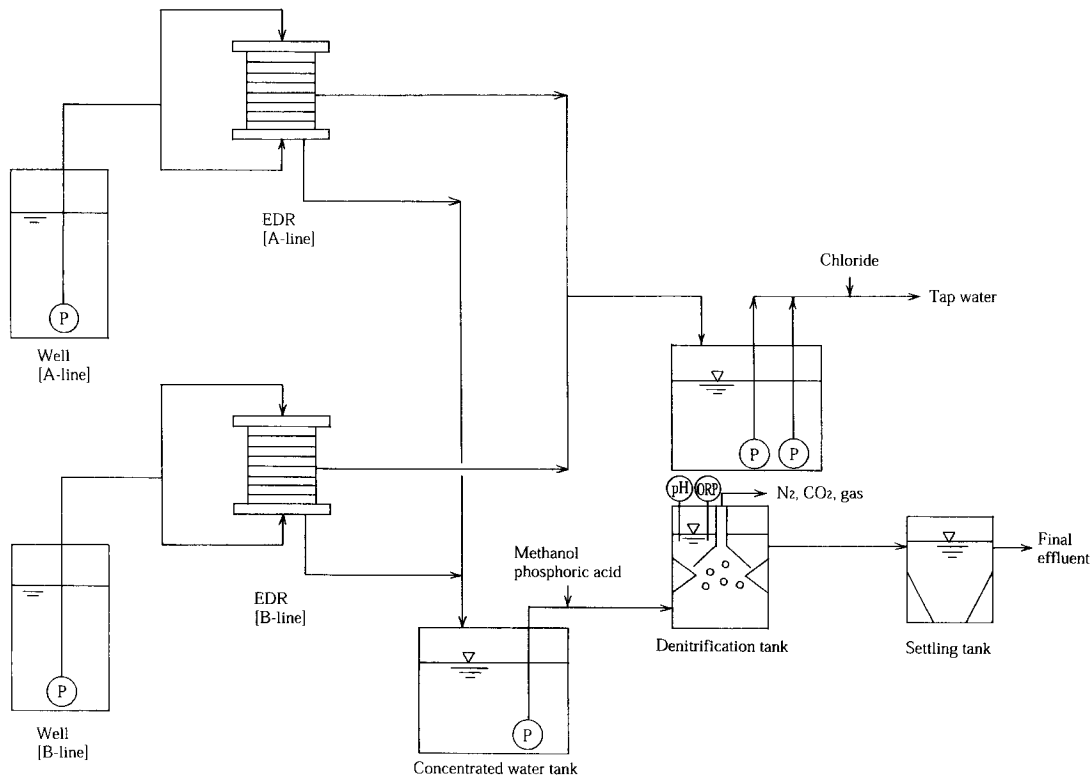 EDR
[A-line]
P
Well
[A-line]
Chloride
Tap water
P
P
pH
ORP
N2, CO2, gas
Methanol
phosphoric acid
Final
effluent
EDR
[B-line]
Denitrification tank
Settling tank
P
Well
[B-line]
P
Concentrated water tank